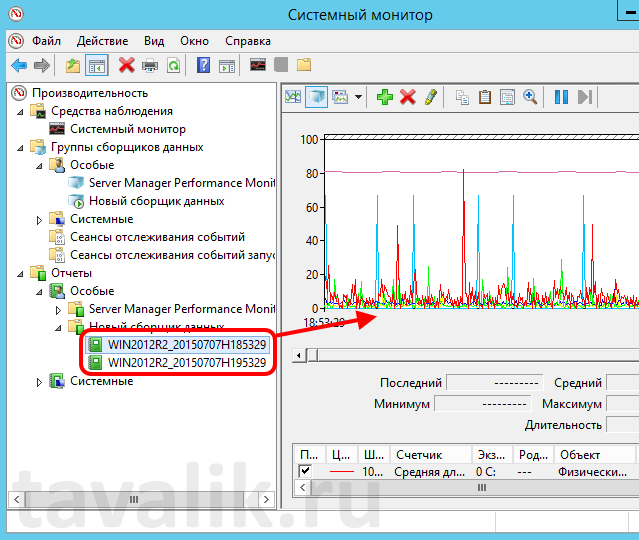 Системный монитор
Файл Действие Вид Окно Справка
Производительность
Средства наблюдения
Системный монитор
Группы сборщиков данных
Особые
Server Manager Performance Monit
Новый сборщик данных
Системные
Сеансы отслеживания событий
Сеансы отслеживания событий запус
Отчеты
Особые
Server Manager Performance Monit
Новый сборщик данных
WIN2012R2_20150707H185329
WIN2012R2_20150707H195329
Системные
100
80
60
40
20
0
18:53:29
Последний ---------
Средний
Минимум ---------
Максимум
Длительность
П... Ц... Ш... Счетчик Экз... Род... Объект
10... Средняя дл... 0 C: --- Физически...
tavalik.ru